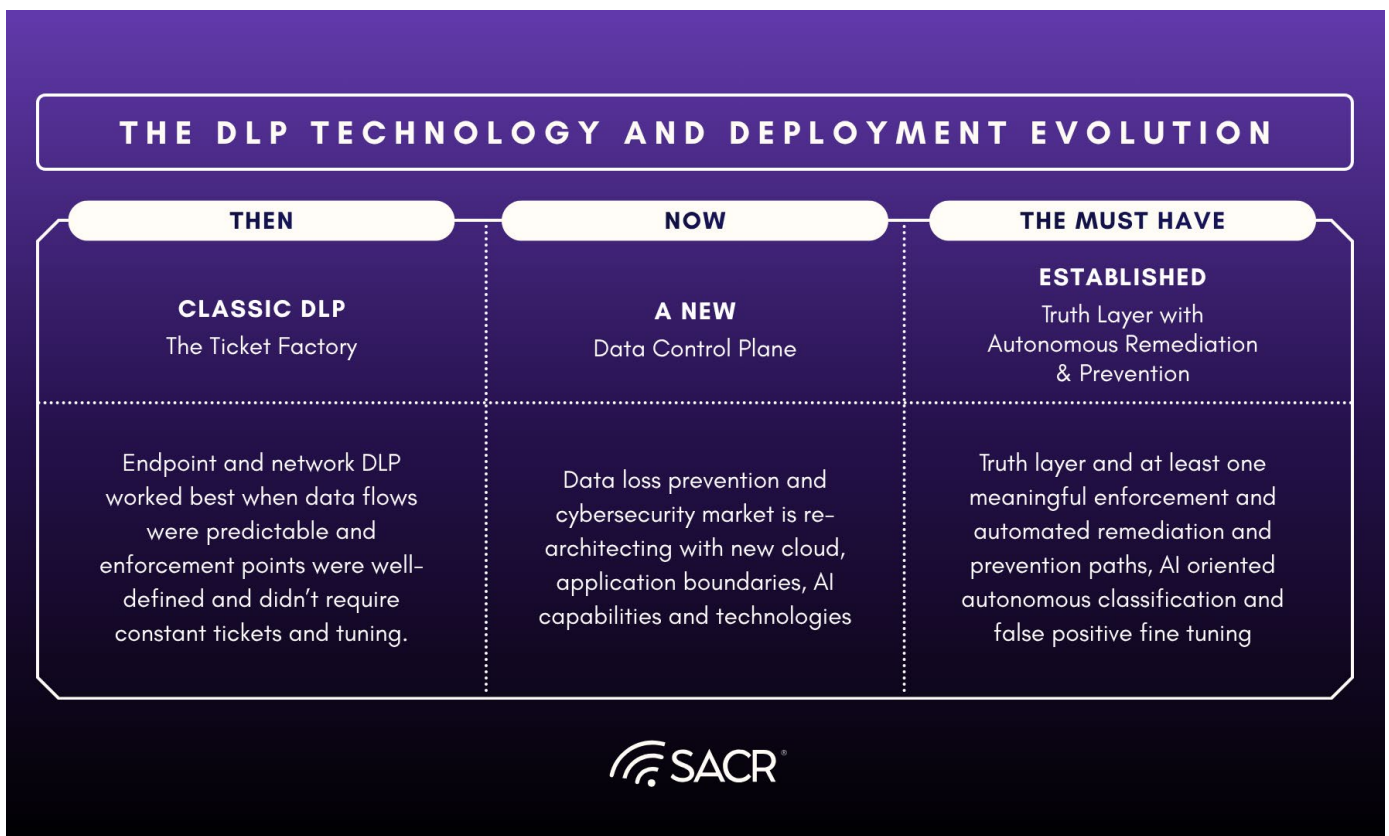 THE DLP TECHNOLOGY AND DEPLOYMENT EVOLUTION
THEN
CLASSIC DLP
The Ticket Factory
Endpoint and network DLP
worked best when data flows
were predictable and
enforcement points were well-
defined and didn't require
constant tickets and tuning.
NOW
A NEW
Data Control Plane
Data loss prevention and
cybersecurity market is re-
architecting with new cloud,
application boundaries, AI
capabilities and technologies
THE MUST HAVE
ESTABLISHED
Truth Layer with
Autonomous Remediation
& Prevention
Truth layer and at least one
meaningful enforcement and
automated remediation and
prevention paths, AI oriented
autonomous classification and
false positive fine tuning
SACR®